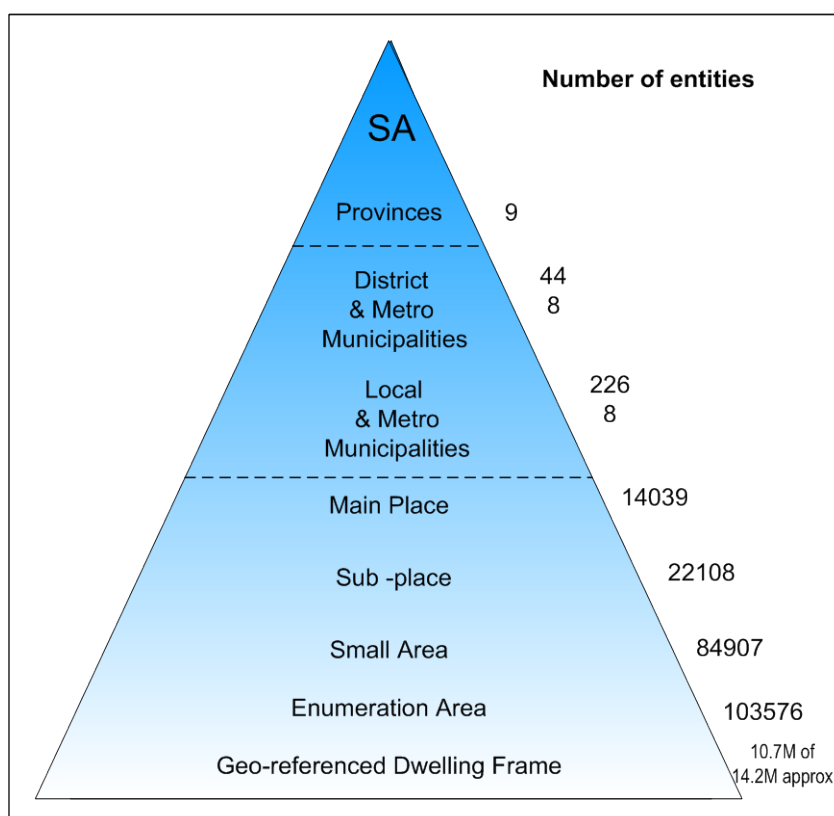 Number of entities
SA
Provinces 9
District 44
& Metro 8
Municipalities
Local 226
& Metro 8
Municipalities
Main Place 14039
Sub -place 22108
Small Area 84907
Enumeration Area 103576
Geo-referenced Dwelling Frame 10.7M of
14.2M approx